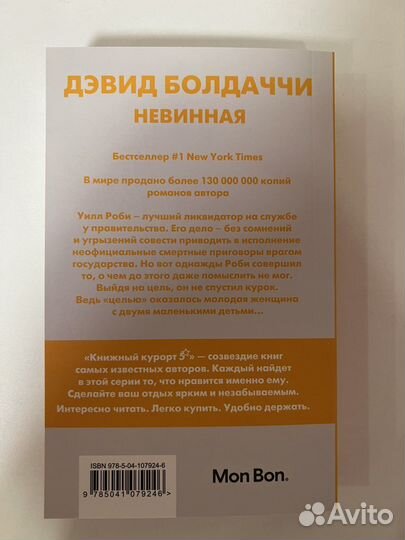 ДЭВИД БОЛДАЧЧИ
НЕВИННАЯ
Бестселлер #1 New York Times
В мире продано более 130 000 000 копий
романов автора
Уилл Роби – лучший ликвидатор на службе
у правительства. Его дело – без сомнений
и угрызений совести приводить в исполнение
неофициальные смертные приговоры врагом
государства. Но вот однажды Роби совершил
то, о чем до этого даже помыслить не мог.
Выйдя на цель, он не спустил курок.
Ведь «целью» оказалась молодая женщина
с двумя маленькими детьми...
«Книжный курорт 5☆» — созвездие книг
самых известных авторов. Каждый найдет
в этой серии то, что нравится именно ему.
Сделайте ваш отдых ярким и незабываемым.
Интересно читать. Легко купить. Удобно держать.
ISBN 978-5-04-107924-6
9 785041 079246 >
Mon Bon.
Avito